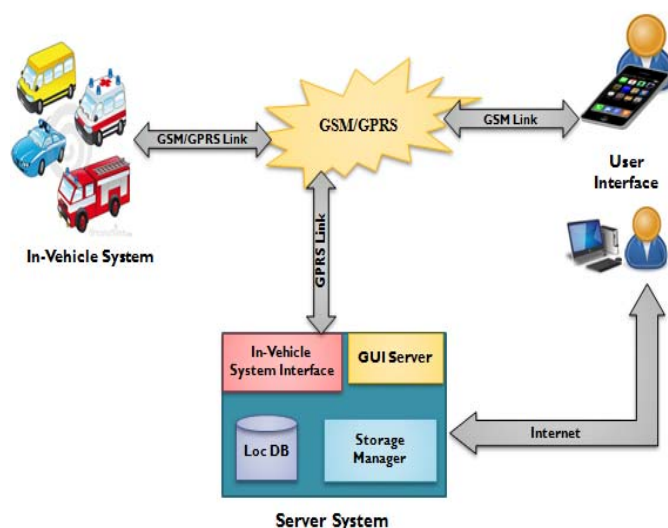 GSM/GPRS
GSM/GPRS Link
GSM Link
User
Interface
In-Vehicle System
GPRS Link
In-Vehicle
System Interface
GUI Server
Loc DB
Storage
Manager
Internet
Server System